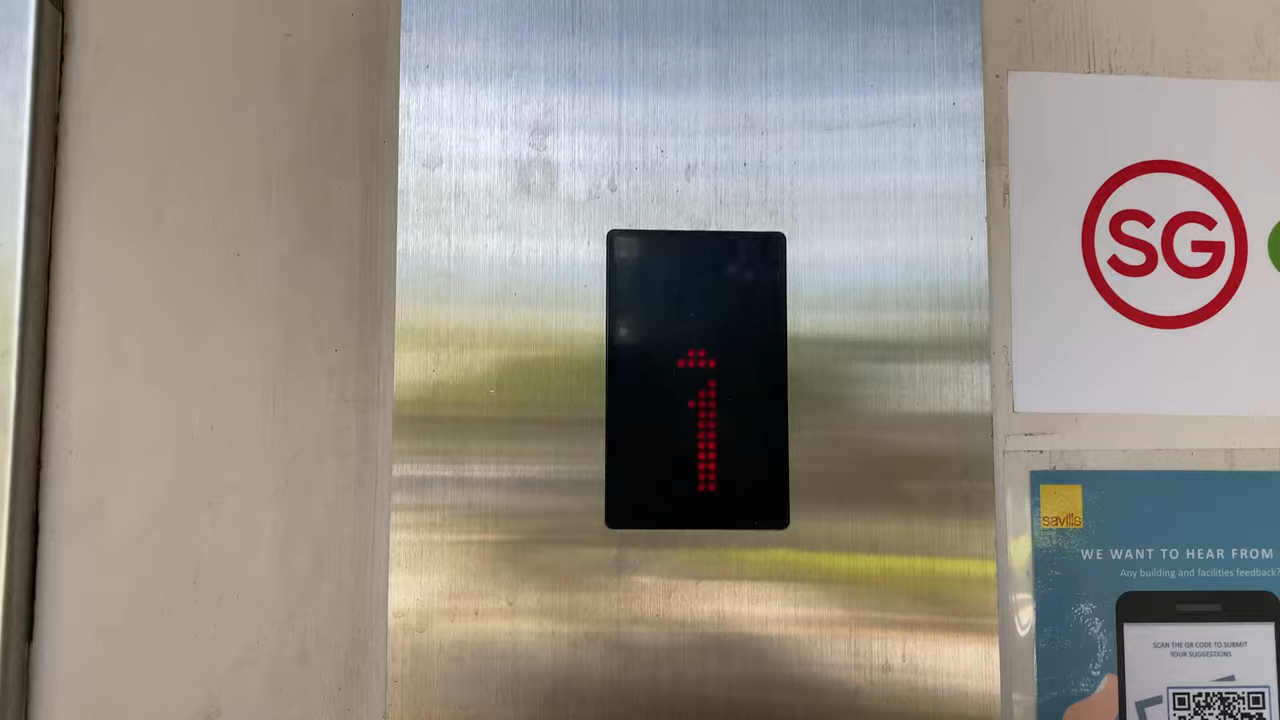 1
SG
savills
WE WANT TO HEAR FROM
Any building and facilities feedback?
SCAN THE QR CODE TO SUBMIT
YOUR SUGGESTIONS